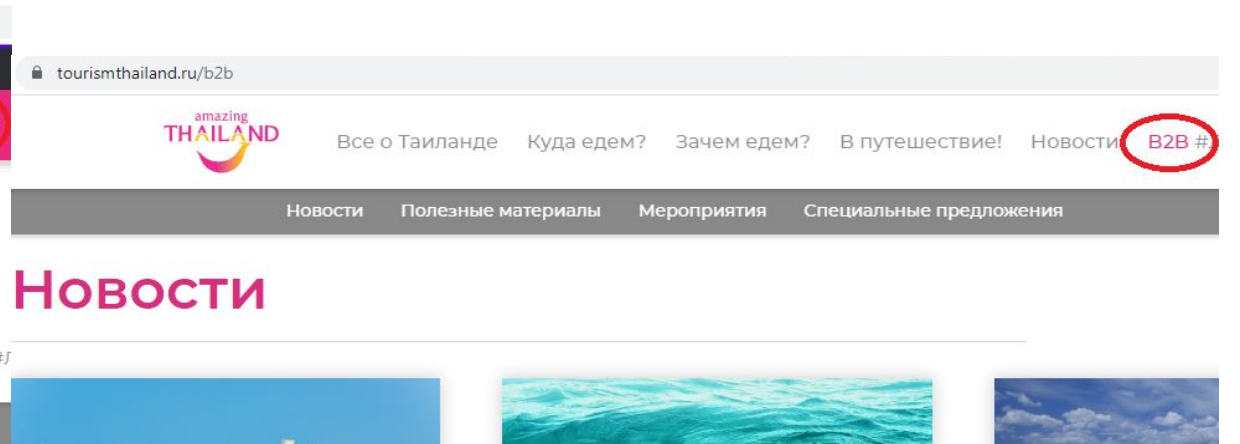 tourismthailand.ru/b2b
amazing
THAILAND
Все о Таиланде Куда едем? Зачем едем? В путешествие! Новости B2B
Новости Полезные материалы Мероприятия Специальные предложения
Новости